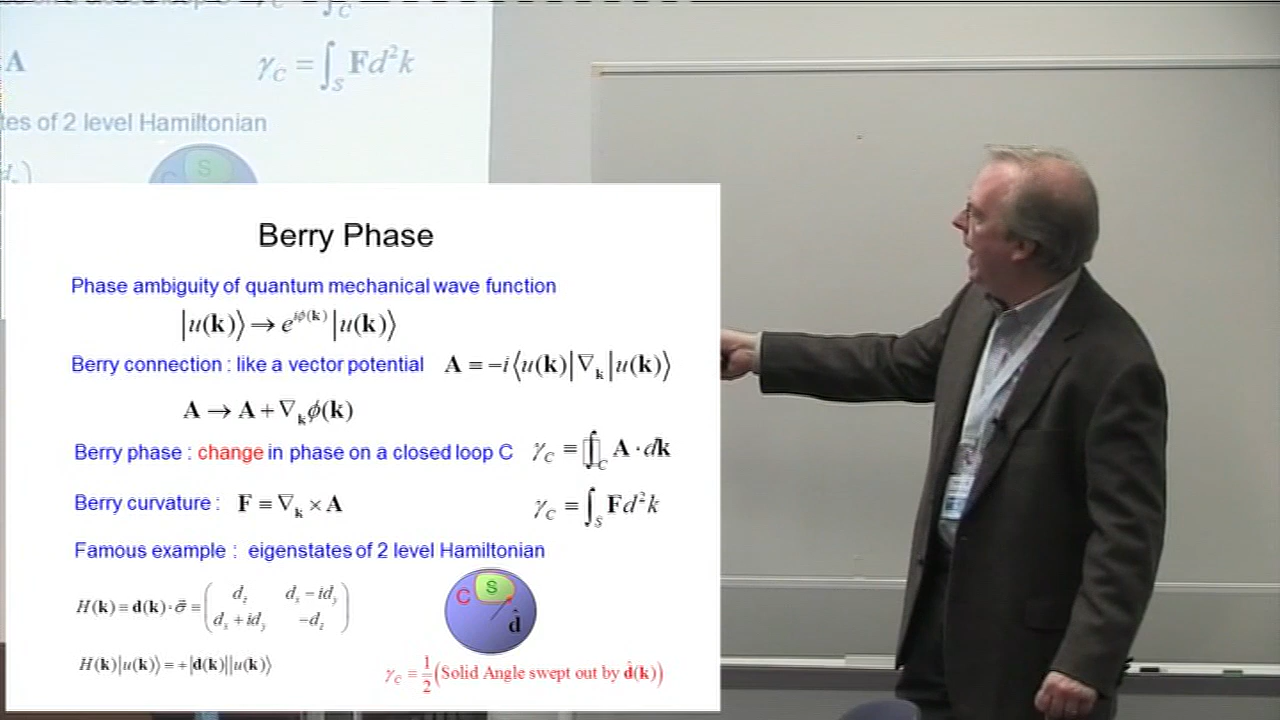 A
γ_C = ∫_S F d²k
tes of 2 level Hamiltonian
S
C
Berry Phase
Phase ambiguity of quantum mechanical wave function
|u(k)⟩ → e^{iφ(k)} |u(k)⟩
Berry connection : like a vector potential A ≡ −i⟨u(k)|∇_k|u(k)⟩
A → A + ∇_k φ(k)
Berry phase : change in phase on a closed loop C γ_C = ∮_C A · dk
Berry curvature : F ≡ ∇_k × A γ_C = ∫_S F d²k
Famous example : eigenstates of 2 level Hamiltonian
H(k) = d(k) · σ⃗ = ( d_z d_x − id_y
d_x + id_y −d_z )
C S
d̂
H(k)|u(k)⟩ = +|d(k)||u(k)⟩
γ_C = 1/2 (Solid Angle swept out by d̂(k))